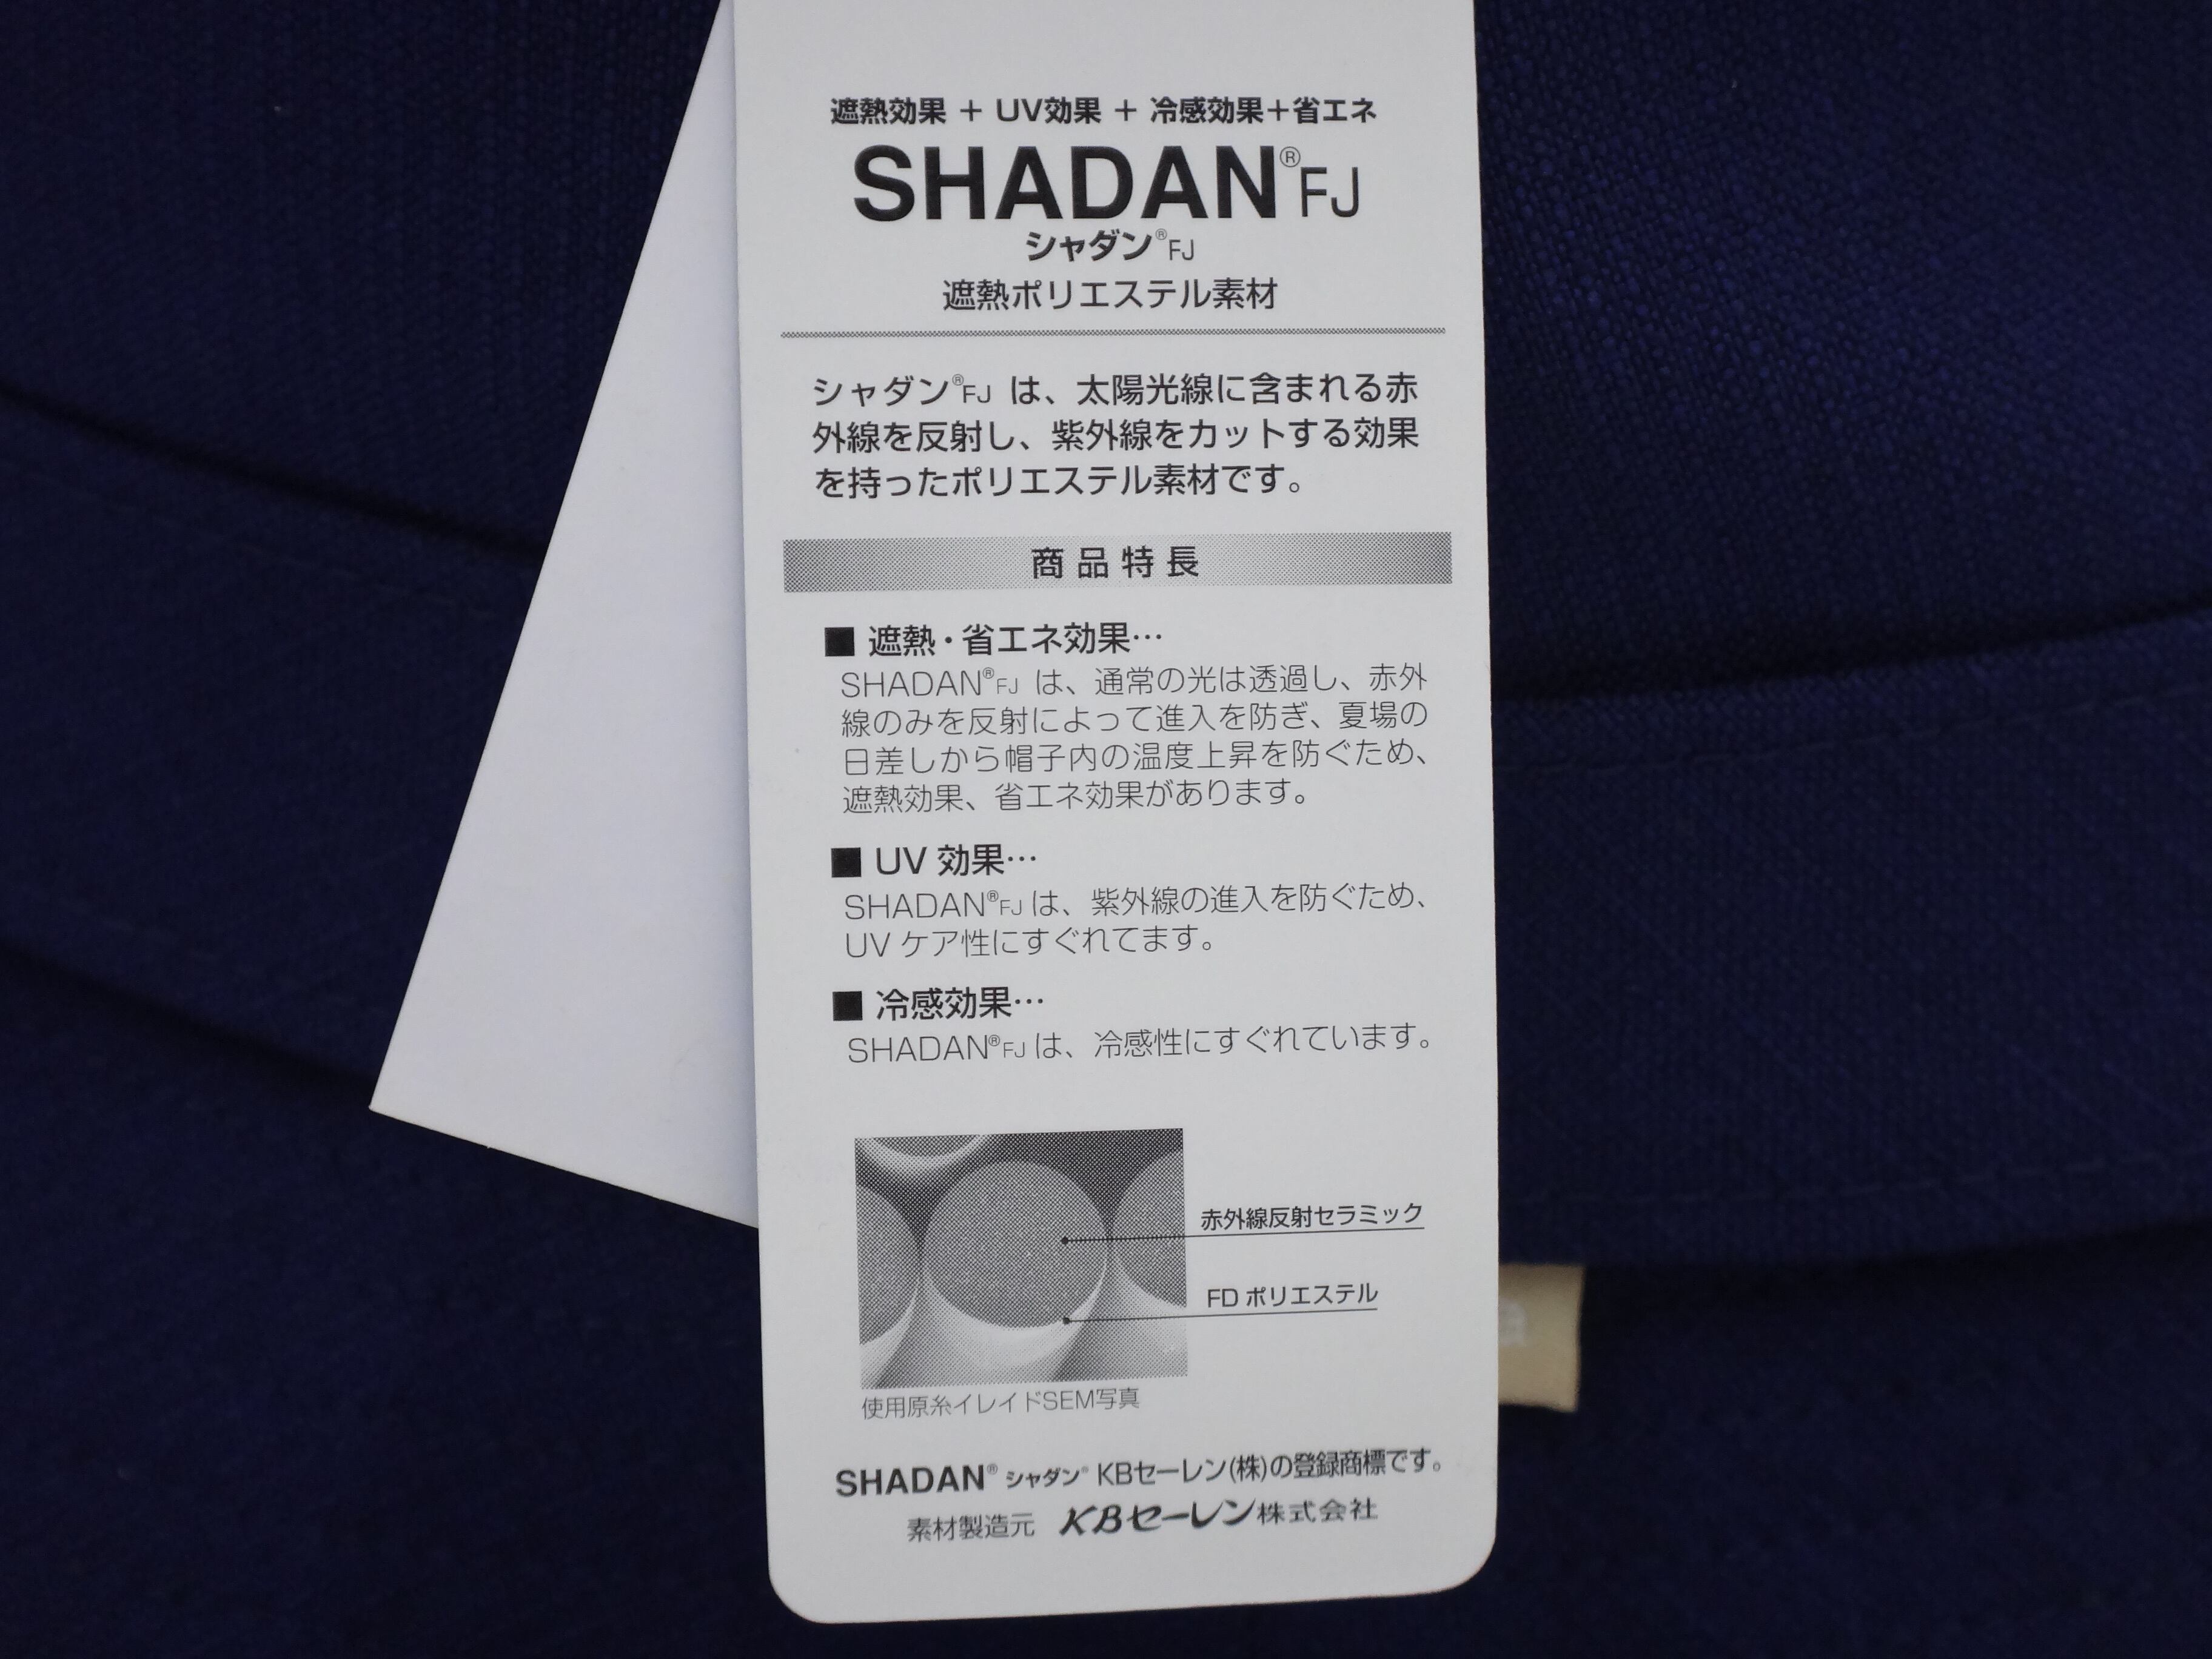 遮熱効果 + UV効果 + 冷感効果+省エネ
SHADAN®FJ
シャダン®FJ
遮熱ポリエステル素材
シャダン®FJ は、太陽光線に含まれる赤
外線を反射し、紫外線をカットする効果
を持ったポリエステル素材です。
商品特長
■ 遮熱・省エネ効果…
SHADAN®FJ は、通常の光は透過し、赤外
線のみを反射によって進入を防ぎ、夏場の
日差しから帽子内の温度上昇を防ぐため、
遮熱効果、省エネ効果があります。
■ UV 効果…
SHADAN®FJ は、紫外線の進入を防ぐため、
UV ケア性にすぐれてます。
■ 冷感効果…
SHADAN®FJ は、冷感性にすぐれています。
赤外線反射セラミック
FD ポリエステル
使用原糸イレイドSEM写真
SHADAN® シャダン® KBセーレン(株)の登録商標です。
素材製造元 KBセーレン株式会社